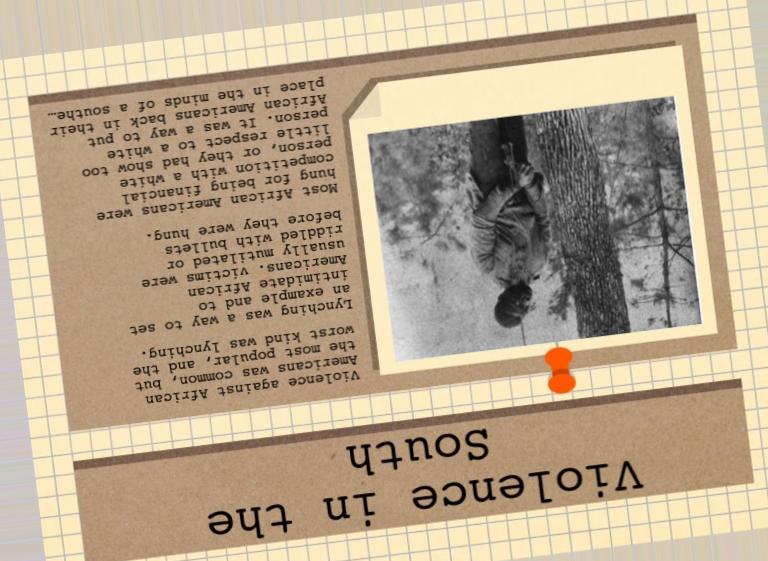 Violence in the
South
Violence against African
Americans was common, but
the most popular, and the
worst kind was lynching.
Lynching was a way to set
an example and to
intimidate African
Americans. victims were
usually mutilated or
riddled with bullets
before they were hung.
Most African Americans were
hung for being financial
competition with a white
person, or they had show too
little respect to a white
person. It was a way to put
African Americans back in their
place in the minds of a southe…